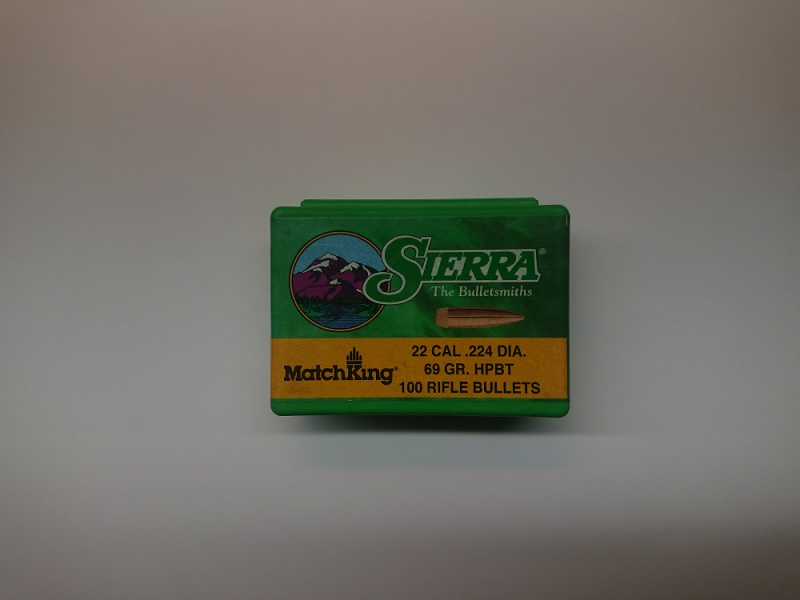 SIERRA®
The Bulletsmiths
MatchKing®
22 CAL .224 DIA.
69 GR. HPBT
100 RIFLE BULLETS